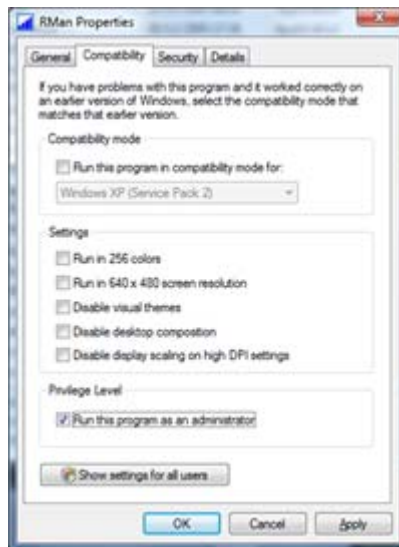 RMan Properties
General Compatibility Security Details
If you have problems with this program and it worked correctly on
an earlier version of Windows, select the compatibility mode that
matches that earlier version.
Compatibility mode
Run this program in compatibility mode for:
Windows XP (Service Pack 2)
Settings
Run in 256 colors
Run in 640 x 480 screen resolution
Disable visual themes
Disable desktop composition
Disable display scaling on high DPI settings
Privilege Level
Run this program as an administrator
Show settings for all users
OK Cancel Apply